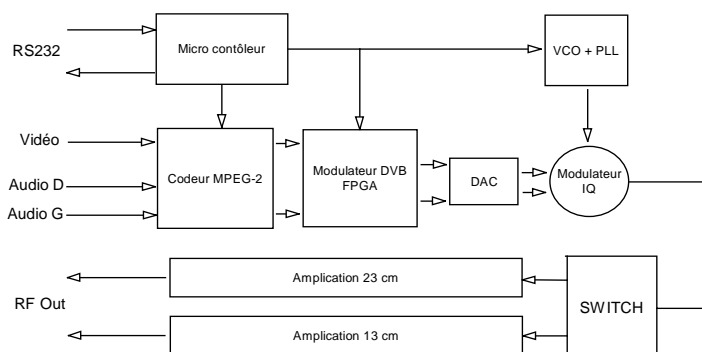 RS232
Micro contôleur
VCO + PLL
Vidéo
Audio D
Audio G
Codeur MPEG-2
Modulateur DVB
FPGA
DAC
Modulateur
IQ
RF Out
Amplication 23 cm
Amplication 13 cm
SWITCH